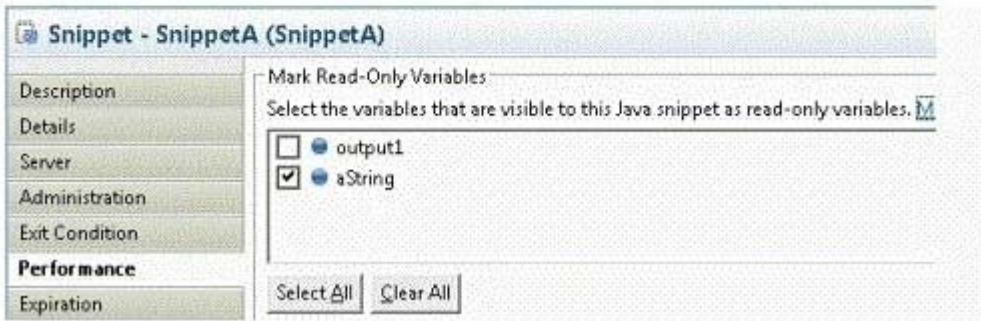 Snippet - SnippetA (SnippetA)
Description
Details
Server
Administration
Exit Condition
Performance
Expiration
Mark Read-Only Variables
Select the variables that are visible to this Java snippet as read-only variables. M
output1
aString
Select All
Clear All